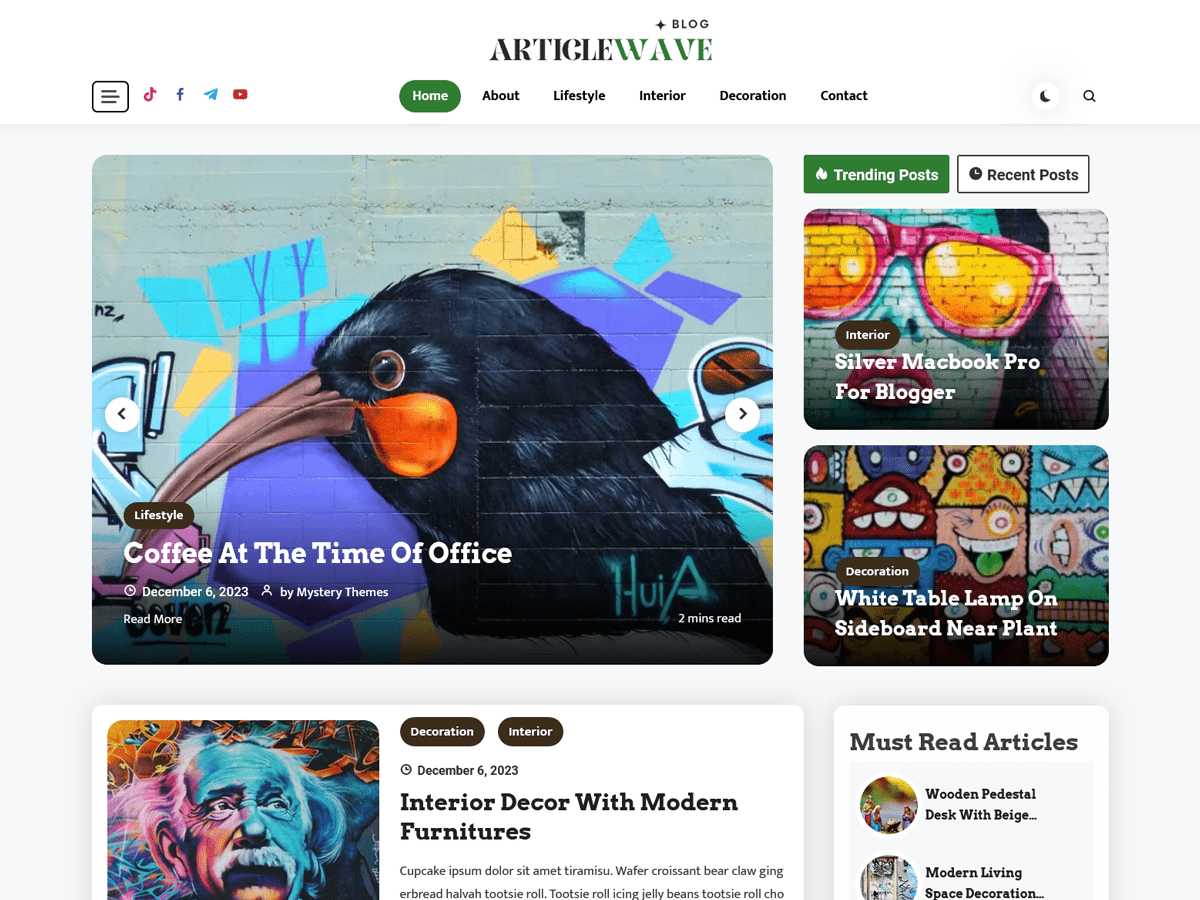 BLOG
ARTICLEWAVE
Home
About
Lifestyle
Interior
Decoration
Contact
Trending Posts
Recent Posts
nz
Interior
Silver Macbook Pro
For Blogger
Lifestyle
Coffee At The Time Of Office
December 6, 2023
by Mystery Themes
Read More
2 mins read
HuiA
Decoration
White Table Lamp On
Sideboard Near Plant
Decoration
Interior
December 6, 2023
Interior Decor With Modern
Furnitures
Cupcake ipsum dolor sit amet tiramisu. Wafer croissant bear claw ging
erbread halvah tootsie roll. Tootsie roll icing jelly beans tootsie roll cho
Must Read Articles
Wooden Pedestal
Desk With Beige...
Modern Living
Space Decoration...